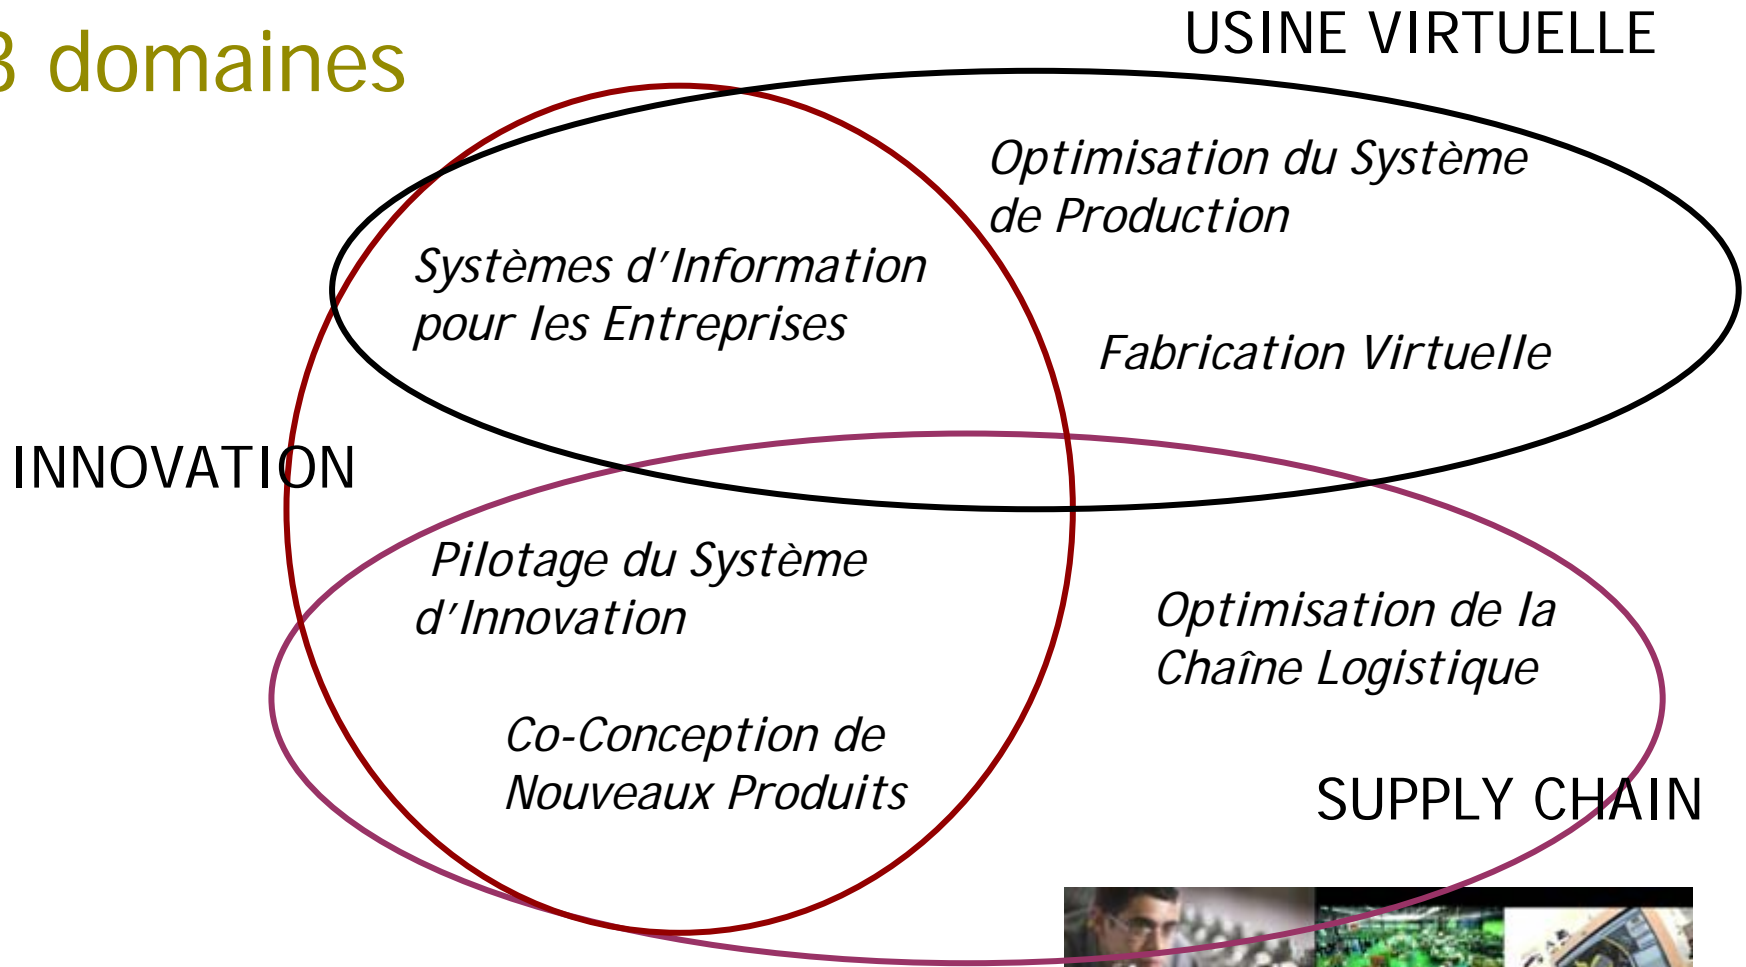 3 domaines
USINE VIRTUELLE
Optimisation du Système
de Production
Systèmes d'Information
pour les Entreprises
Fabrication Virtuelle
INNOVATION
Pilotage du Système
d'Innovation
Optimisation de la
Chaîne Logistique
Co-Conception de
Nouveaux Produits
SUPPLY CHAIN